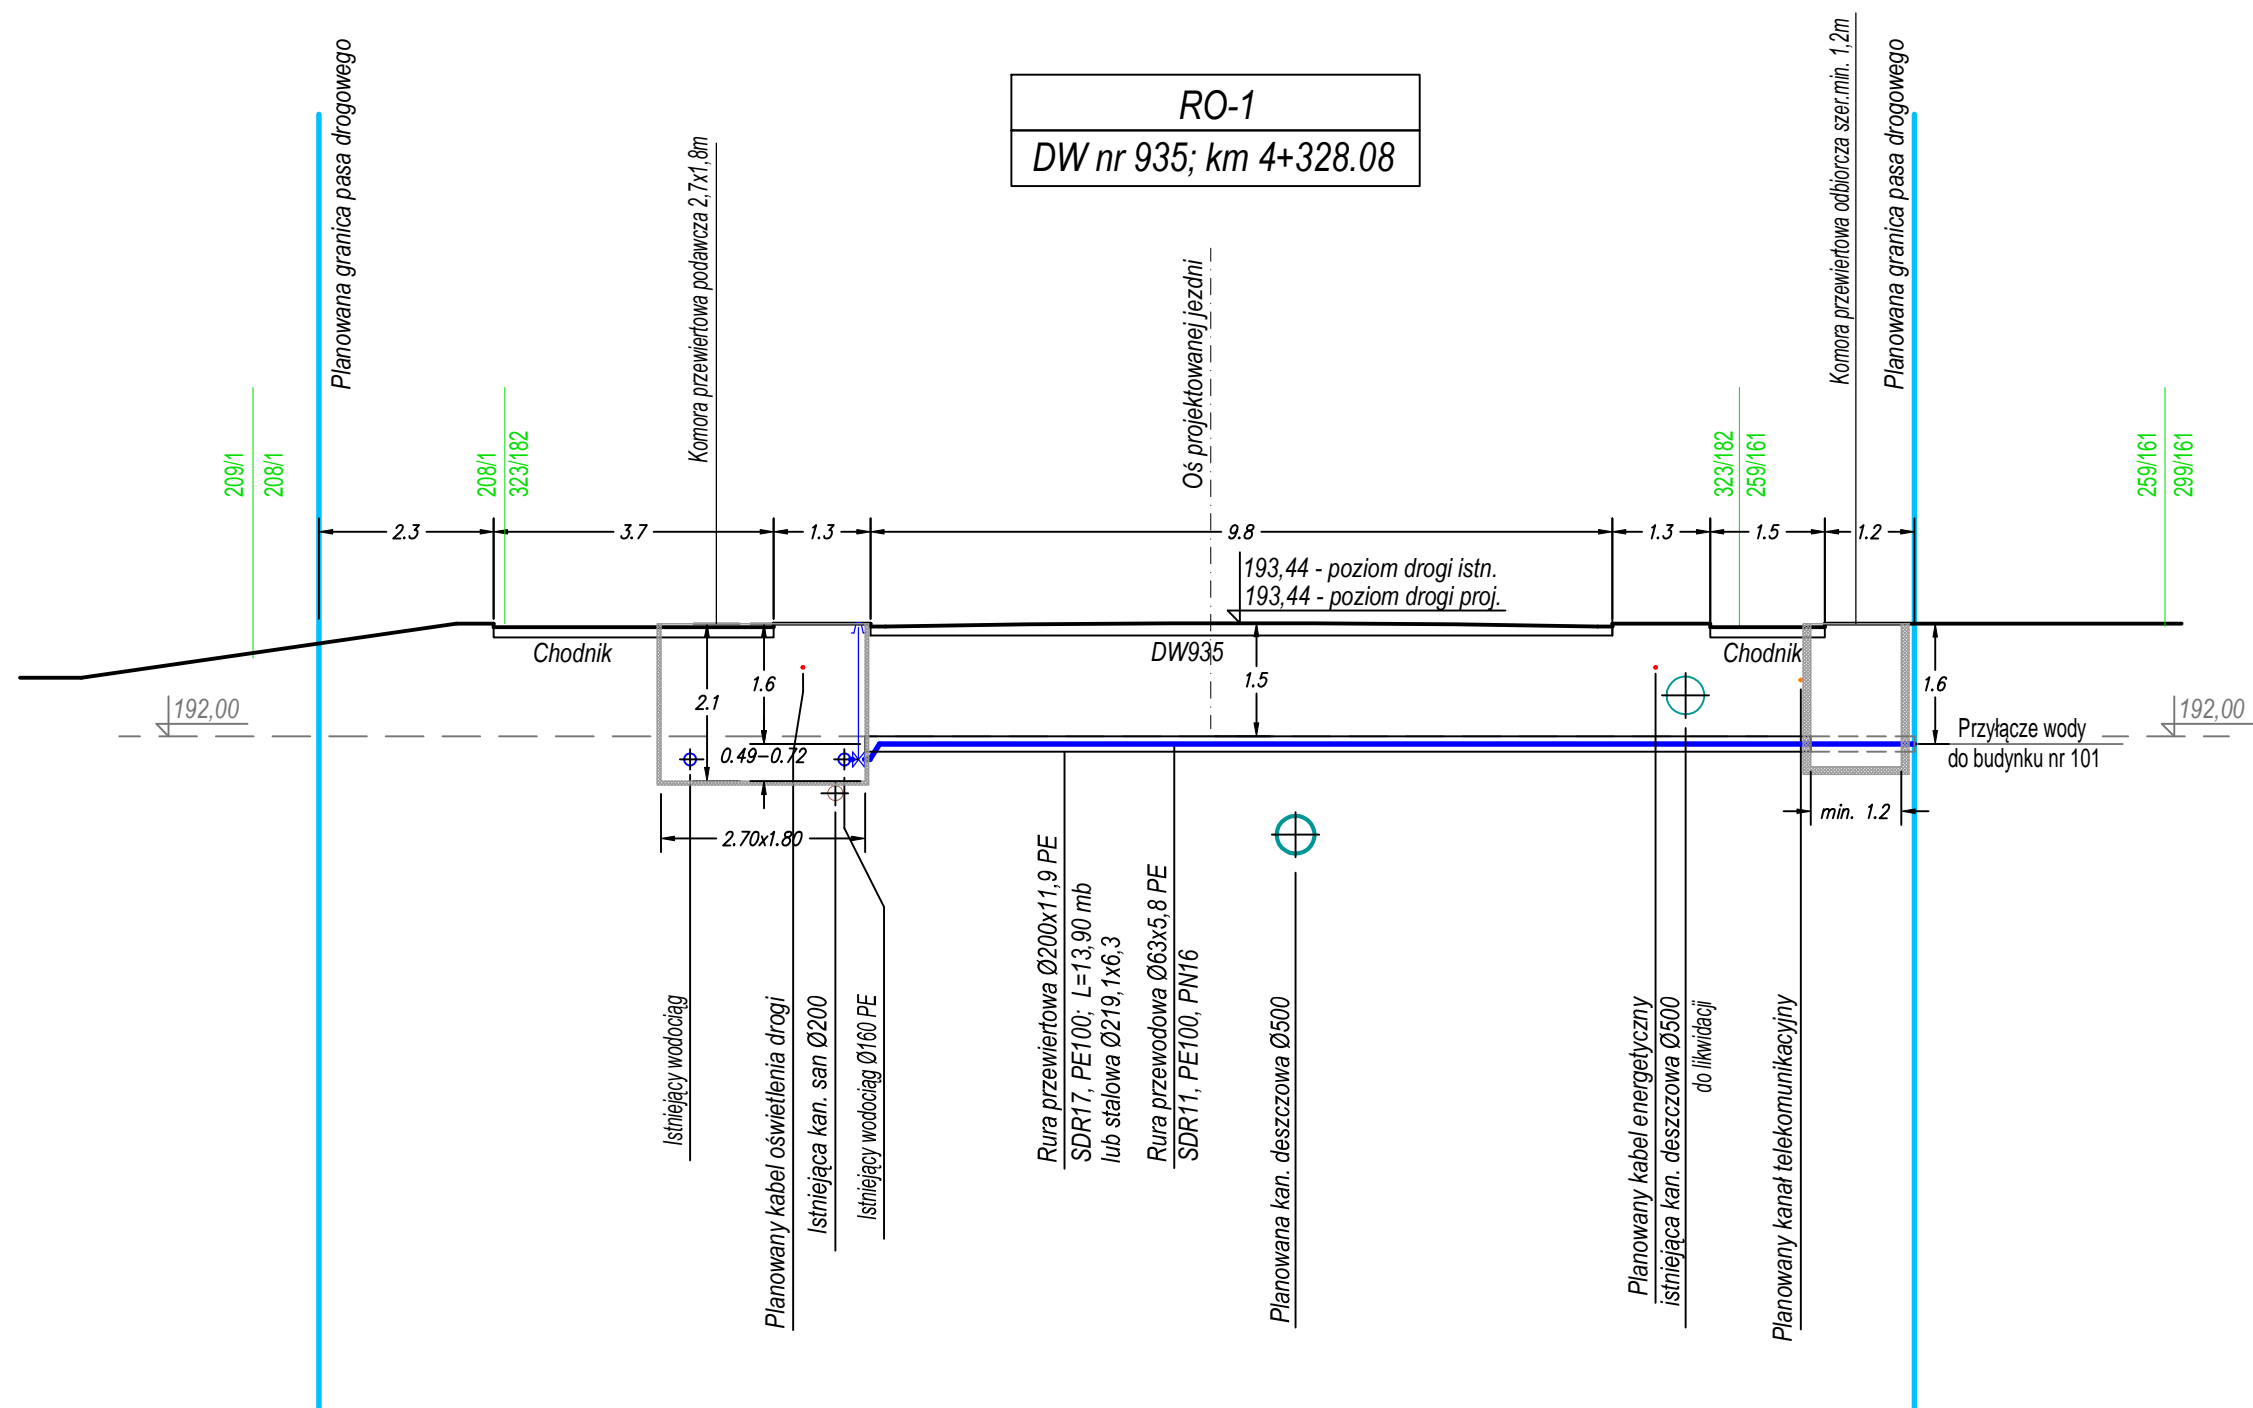 RO-1
DW nr 935; km 4+328.08
Planowana granica pasa drogowego
Komora przewiertowa podawcza 2,7x1,8m
Oś projektowanej jezdni
Komora przewiertowa odbiorcza szer.min. 1,2m
Planowana granica pasa drogowego
209/1
208/1
208/1
323/182
323/182
259/161
259/161
299/161
2.3
3.7
1.3
9.8
1.3
1.5
1.2
193,44 - poziom drogi istn.
193,44 - poziom drogi proj.
Chodnik
DW935
Chodnik
192,00
2.1
1.6
1.5
1.6
192,00
0.49-0.72
Przyłącze wody
do budynku nr 101
2.70x1.80
min. 1.2
Istniejący wodociąg
Planowany kabel oświetlenia drogi
Istniejąca kan. san Ø200
Istniejący wodociąg Ø160 PE
Rura przewiertowa Ø200x11,9 PE
SDR17, PE100; L=13,90 mb
lub stalowa Ø219,1x6,3
Rura przewodowa Ø63x5,8 PE
SDR11, PE100, PN16
Planowana kan. deszczowa Ø500
Planowany kabel energetyczny
istniejąca kan. deszczowa Ø500
do likwidacji
Planowany kanał telekomunikacyjny